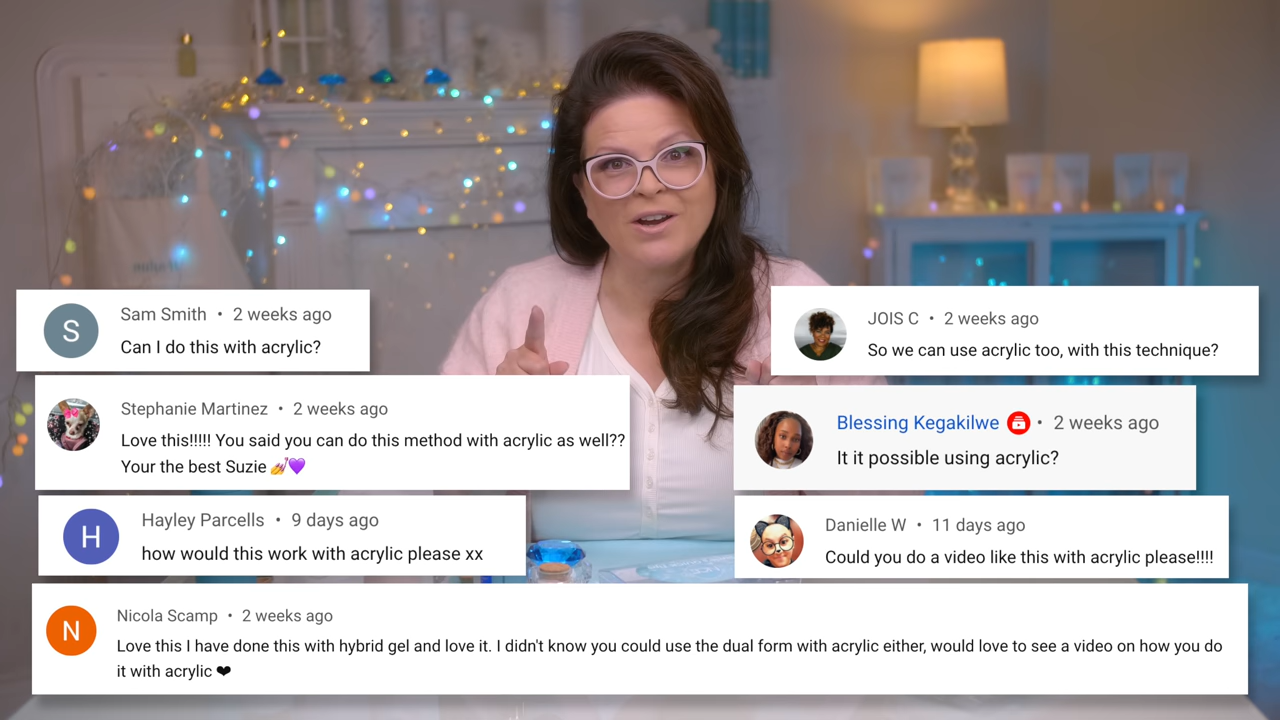 Sam Smith • 2 weeks ago
Can I do this with acrylic?
Stephanie Martinez • 2 weeks ago
Love this!!!!! You said you can do this method with acrylic as well??
Your the best Suzie 💅💜
H
Hayley Parcells • 9 days ago
how would this work with acrylic please xx
S
JOIS C • 2 weeks ago
So we can use acrylic too, with this technique?
Blessing Kegakilwe • 2 weeks ago
It it possible using acrylic?
Danielle W • 11 days ago
Could you do a video like this with acrylic please!!!!
N
Nicola Scamp • 2 weeks ago
Love this I have done this with hybrid gel and love it. I didn't know you could use the dual form with acrylic either, would love to see a video on how you do
it with acrylic ❤